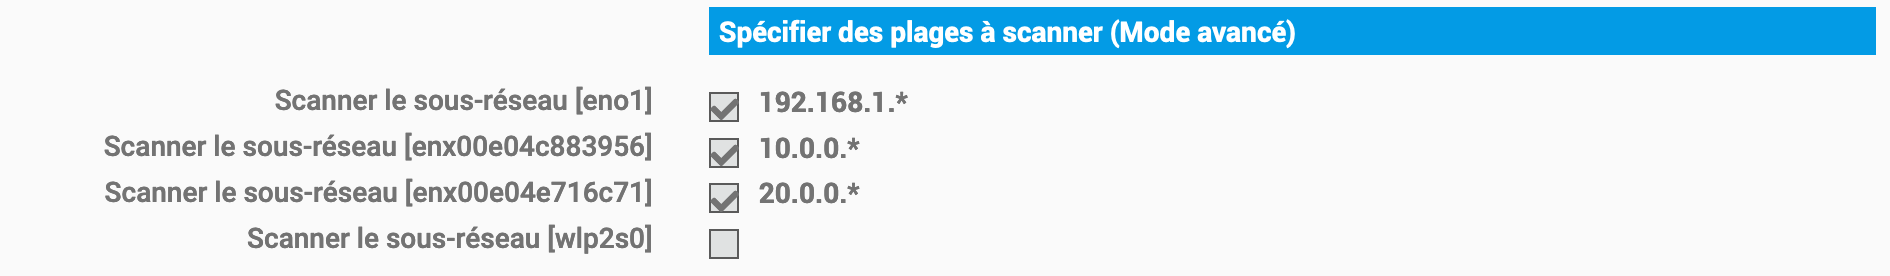 Spécifier des plages à scanner (Mode avancé)
Scanner le sous-réseau [eno1] 192.168.1.*
Scanner le sous-réseau [enx00e04c883956] 10.0.0.*
Scanner le sous-réseau [enx00e04e716c71] 20.0.0.*
Scanner le sous-réseau [wlp2s0]